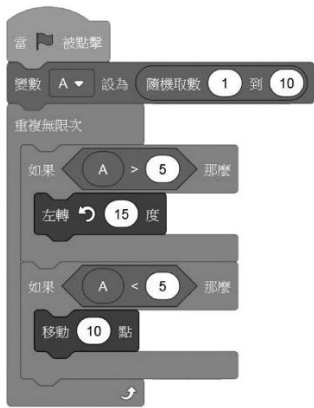 當 被點擊
變數 A 設為 隨機取數 1 到 10
重複無限次
如果 A > 5 那麼
左轉 15 度
如果 A < 5 那麼
移動 10 點